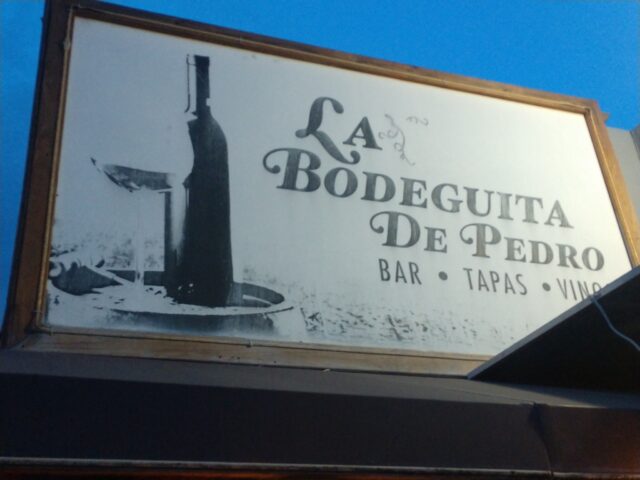 La
Bodeguita
De Pedro
BAR • TAPAS • VINO